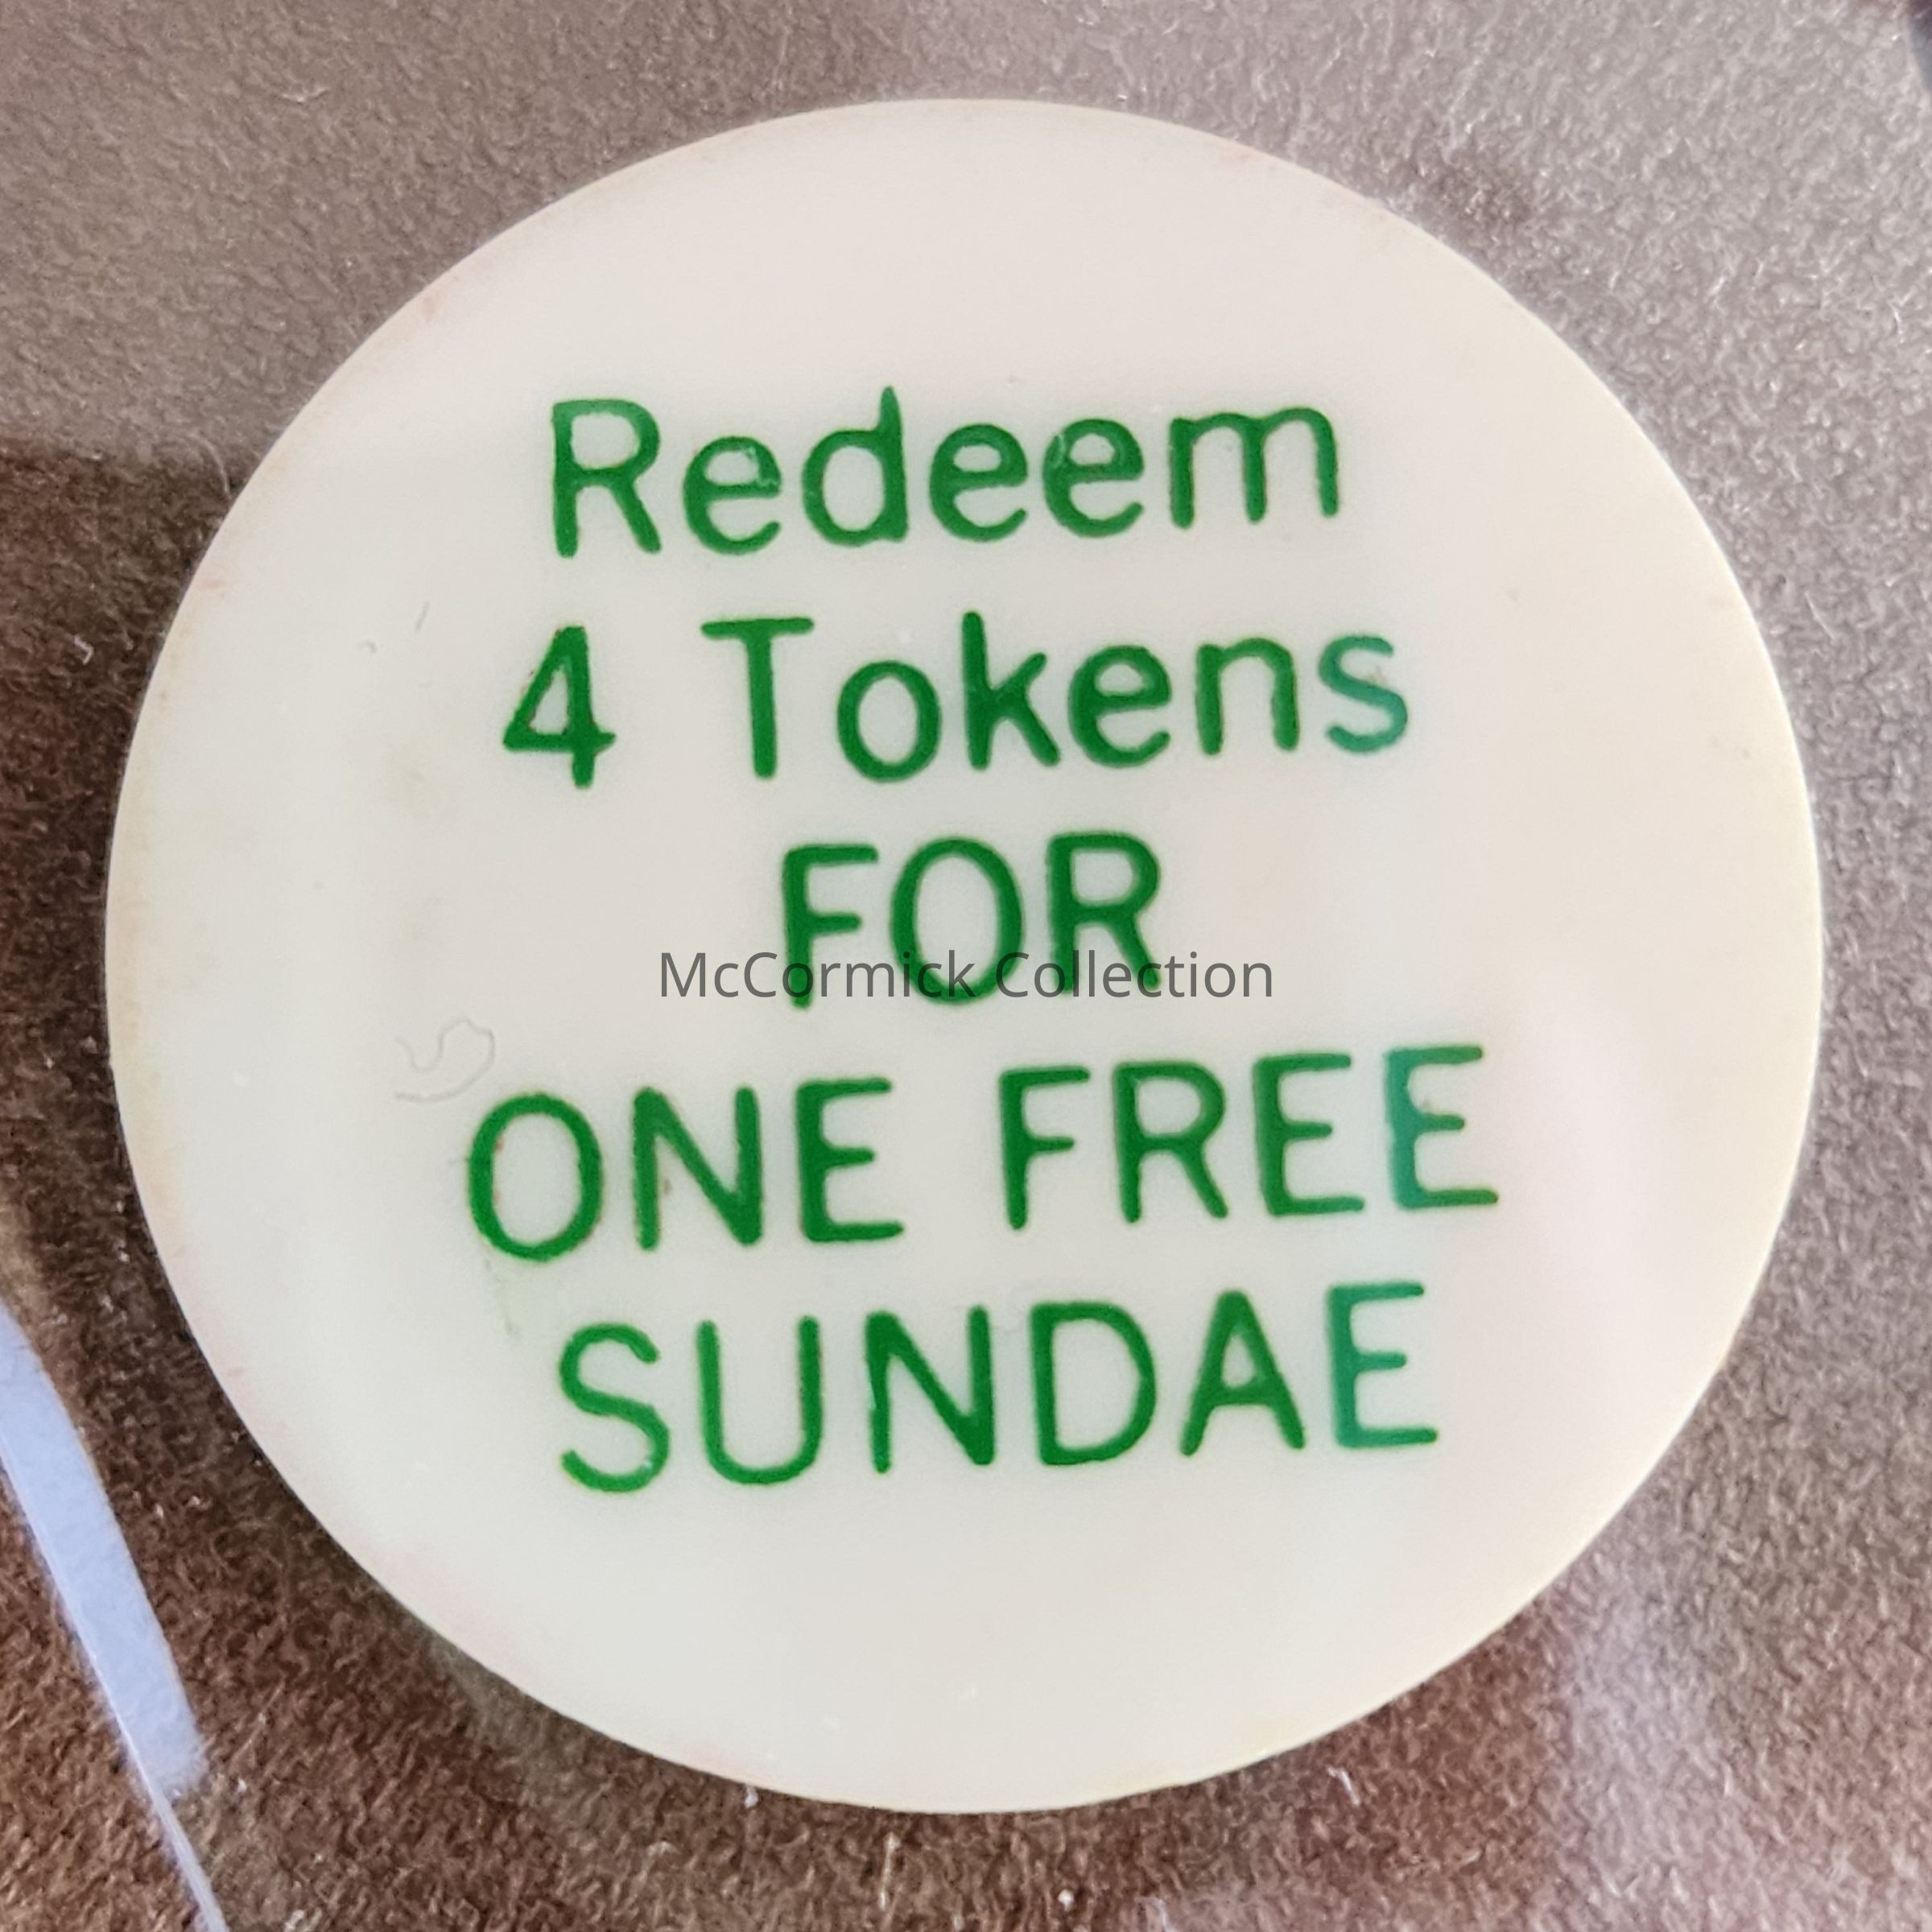 Redeem
4 Tokens
FOR
McCormick Collection
ONE FREE
SUNDAE